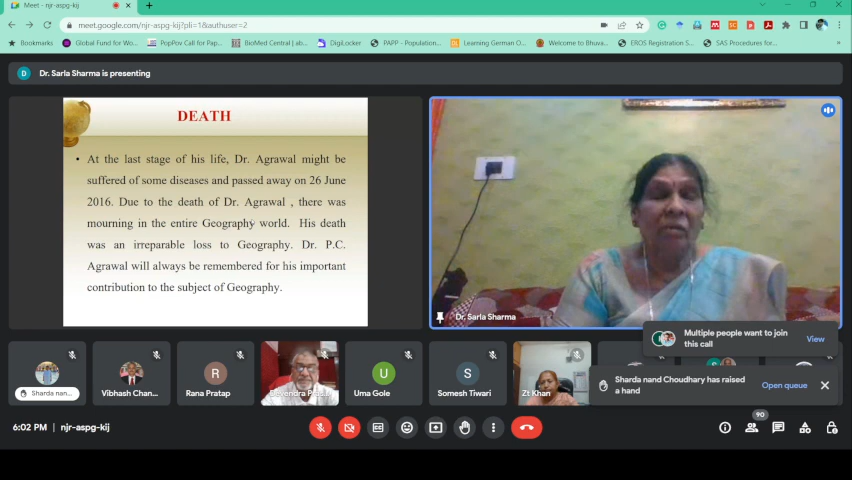 Meet - njr-aspg-kij
meet.google.com/njr-aspg-kij?pli=1&authuser=2
Bookmarks
Global Fund for Wo...
PopPov Call for Pap...
BioMed Central | ab...
DigiLocker
PAPP - Population...
Learning German O...
Welcome to Bhuva...
EROS Registration S...
SAS Procedures for...
D
Dr. Sarla Sharma is presenting
DEATH
• At the last stage of his life, Dr. Agrawal might be
suffered of some diseases and passed away on 26 June
2016. Due to the death of Dr. Agrawal , there was
mourning in the entire Geography world. His death
was an irreparable loss to Geography. Dr. P.C.
Agrawal will always be remembered for his important
contribution to the subject of Geography.
Dr. Sarla Sharma
Multiple people want to join
this call
View
Sharda nan...
Vibhash Chan...
R
Rana Pratap
U
Uma Gole
S
Somesh Tiwari
Zt Khan
Sharda nand Choudhary has raised
a hand
Open queue
6:02 PM | njr-aspg-kij
90